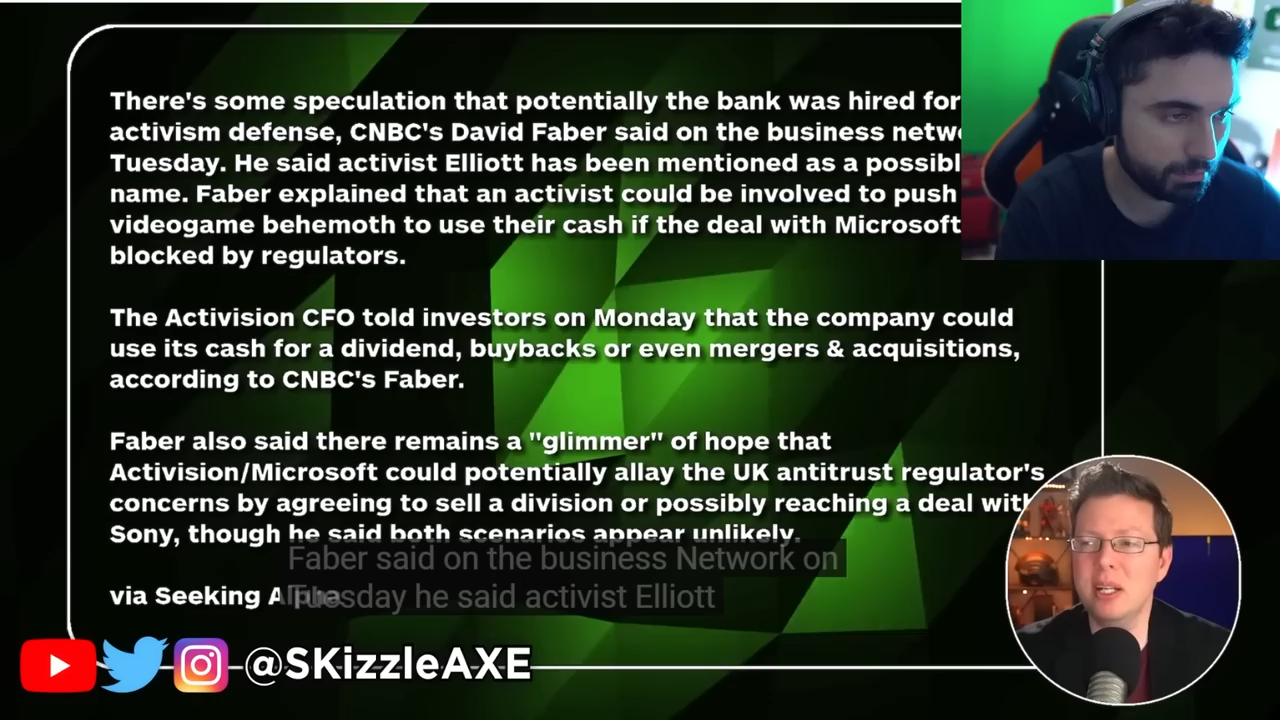 There's some speculation that potentially the bank was hired for
activism defense, CNBC's David Faber said on the business netwo
Tuesday. He said activist Elliott has been mentioned as a possibl
name. Faber explained that an activist could be involved to push
videogame behemoth to use their cash if the deal with Microsoft
blocked by regulators.
The Activision CFO told investors on Monday that the company could
use its cash for a dividend, buybacks or even mergers & acquisitions,
according to CNBC's Faber.
Faber also said there remains a "glimmer" of hope that
Activision/Microsoft could potentially allay the UK antitrust regulator's
concerns by agreeing to sell a division or possibly reaching a deal with
Sony, though he said both scenarios appear unlikely.
Faber said on the business Network on
via Seeking Alpha
Tuesday he said activist Elliott
@SKizzleAXE